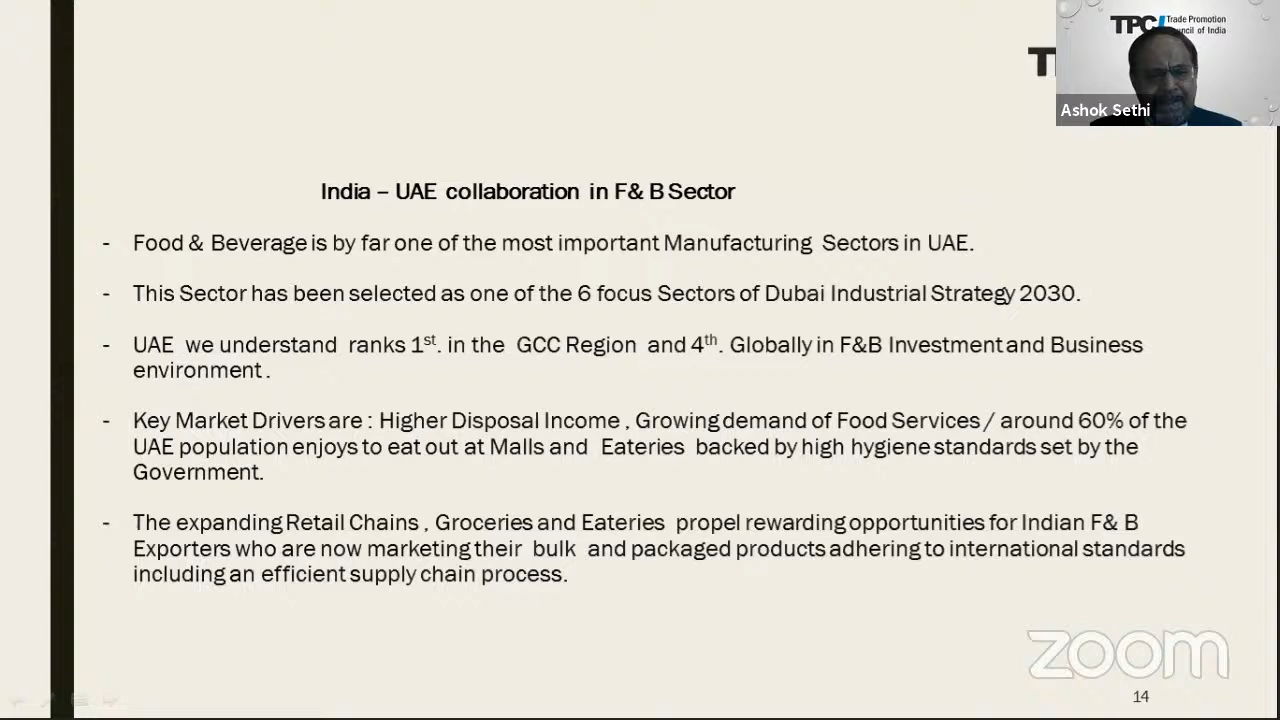 TPCI Trade Promotion
Council of India
Ashok Sethi
India – UAE collaboration in F& B Sector
- Food & Beverage is by far one of the most important Manufacturing Sectors in UAE.
- This Sector has been selected as one of the 6 focus Sectors of Dubai Industrial Strategy 2030.
- UAE we understand ranks 1st. in the GCC Region and 4th. Globally in F&B Investment and Business
environment .
- Key Market Drivers are : Higher Disposal Income , Growing demand of Food Services / around 60% of the
UAE population enjoys to eat out at Malls and Eateries backed by high hygiene standards set by the
Government.
- The expanding Retail Chains , Groceries and Eateries propel rewarding opportunities for Indian F& B
Exporters who are now marketing their bulk and packaged products adhering to international standards
including an efficient supply chain process.
zoom
14